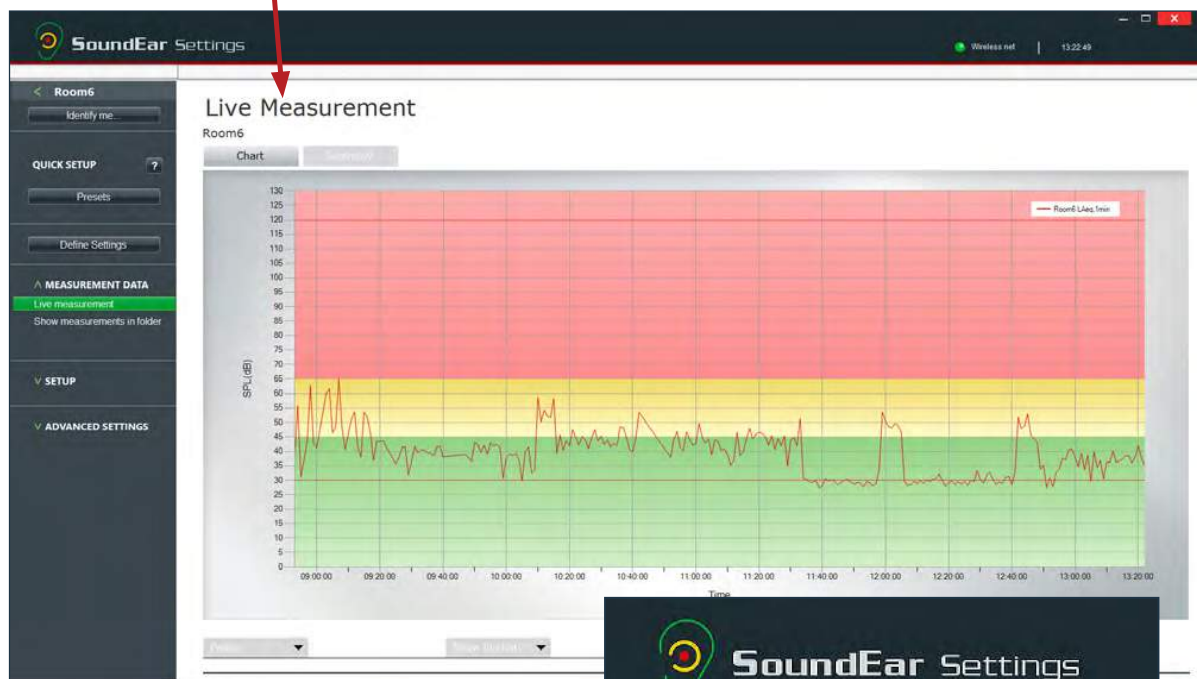 SoundEar Settings
Wireless net | 13:22:49
< Room6
Identify me...
QUICK SETUP ?
Presets
Define Settings
∧ MEASUREMENT DATA
Live measurement
Show measurements in folder
∨ SETUP
∨ ADVANCED SETTINGS
Live Measurement
Room6
Chart
Room6 LAeq,1min
SPL(dB)
130
125
120
115
110
105
100
95
90
85
80
75
70
65
60
55
50
45
40
35
30
25
20
15
10
5
0
09:00:00 09:20:00 09:40:00 10:00:00 10:20:00 10:40:00 11:00:00 11:20:00 11:40:00 12:00:00 12:20:00 12:40:00 13:00:00 13:20:00
Time
SoundEar Settings